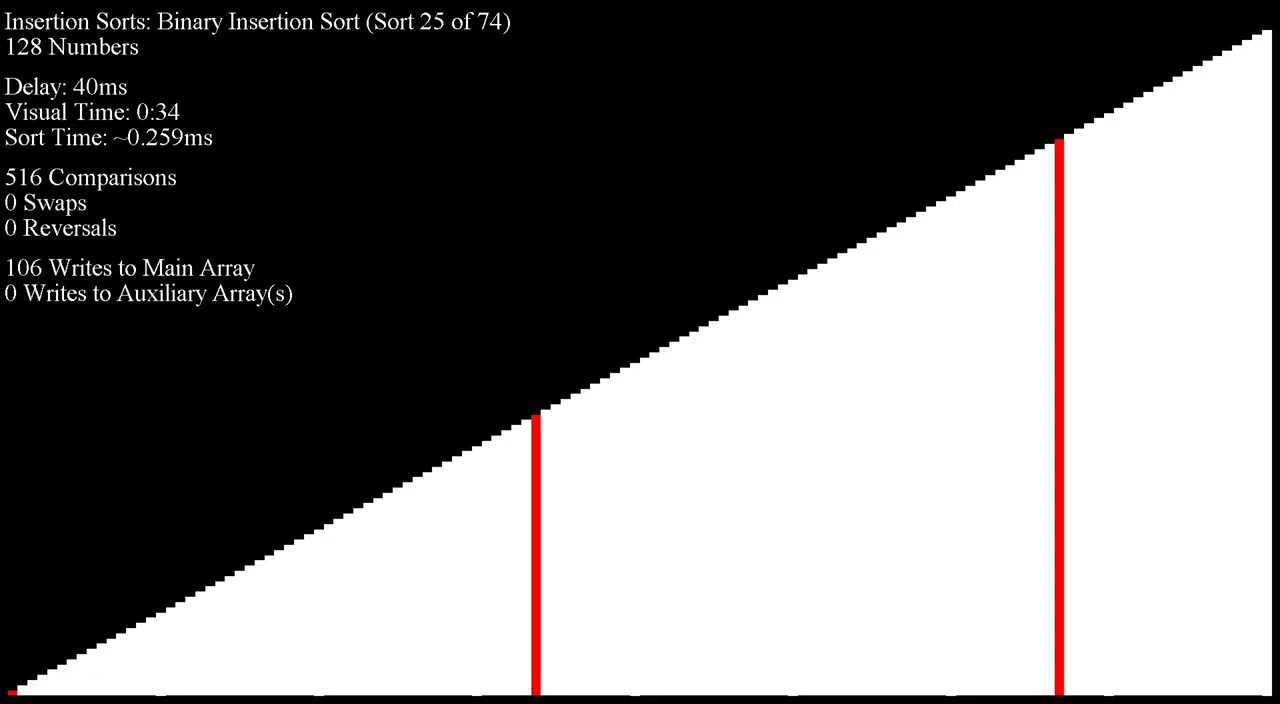 Insertion Sorts: Binary Insertion Sort (Sort 25 of 74)
128 Numbers
Delay: 40ms
Visual Time: 0:34
Sort Time: ~0.259ms
516 Comparisons
0 Swaps
0 Reversals
106 Writes to Main Array
0 Writes to Auxiliary Array(s)